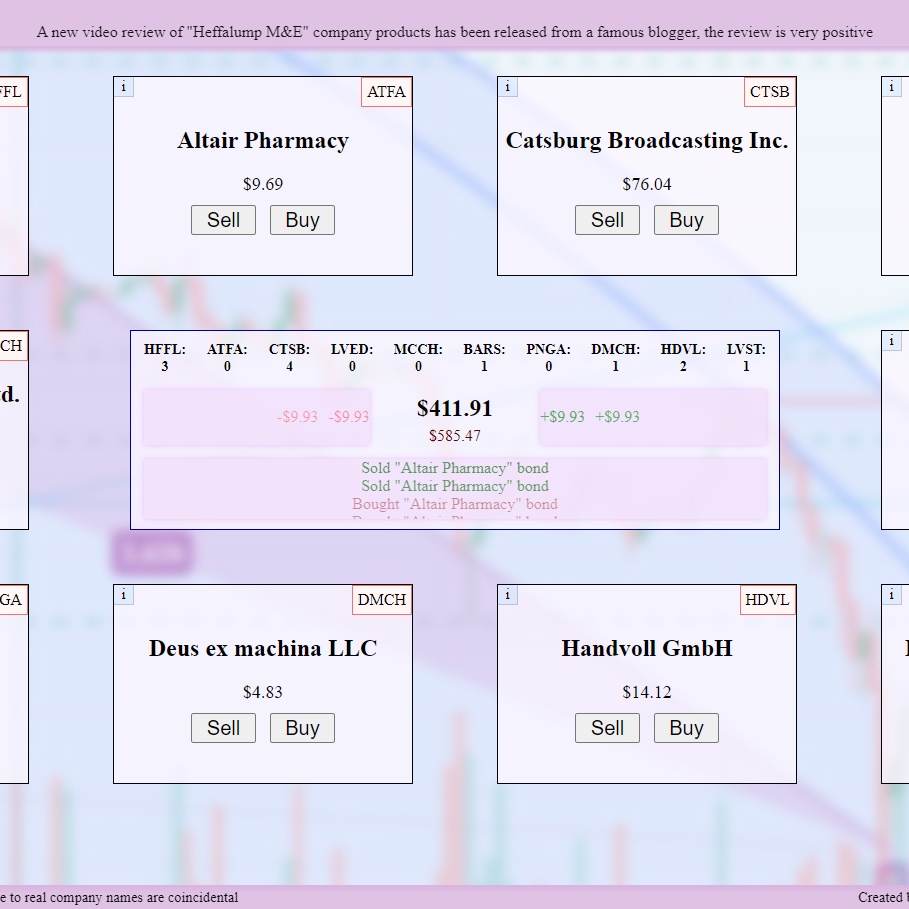 A new video review of "Heffalump M&E" company products has been released from a famous blogger, the review is very positive
FFL
i
ATFA
Altair Pharmacy
$9.69
Sell Buy
i
CTSB
Catsburg Broadcasting Inc.
$76.04
Sell Buy
i
CH
td.
HFFL: ATFA: CTSB: LVED: MCCH: BARS: PNGA: DMCH: HDVL: LVST:
3 0 4 0 0 1 0 1 2 1
-$9.93 -$9.93
$411.91
$585.47
+$9.93 +$9.93
Sold "Altair Pharmacy" bond
Sold "Altair Pharmacy" bond
Bought "Altair Pharmacy" bond
i
GA
i
DMCH
Deus ex machina LLC
$4.83
Sell Buy
i
HDVL
Handvoll GmbH
$14.12
Sell Buy
i
e to real company names are coincidental
Created